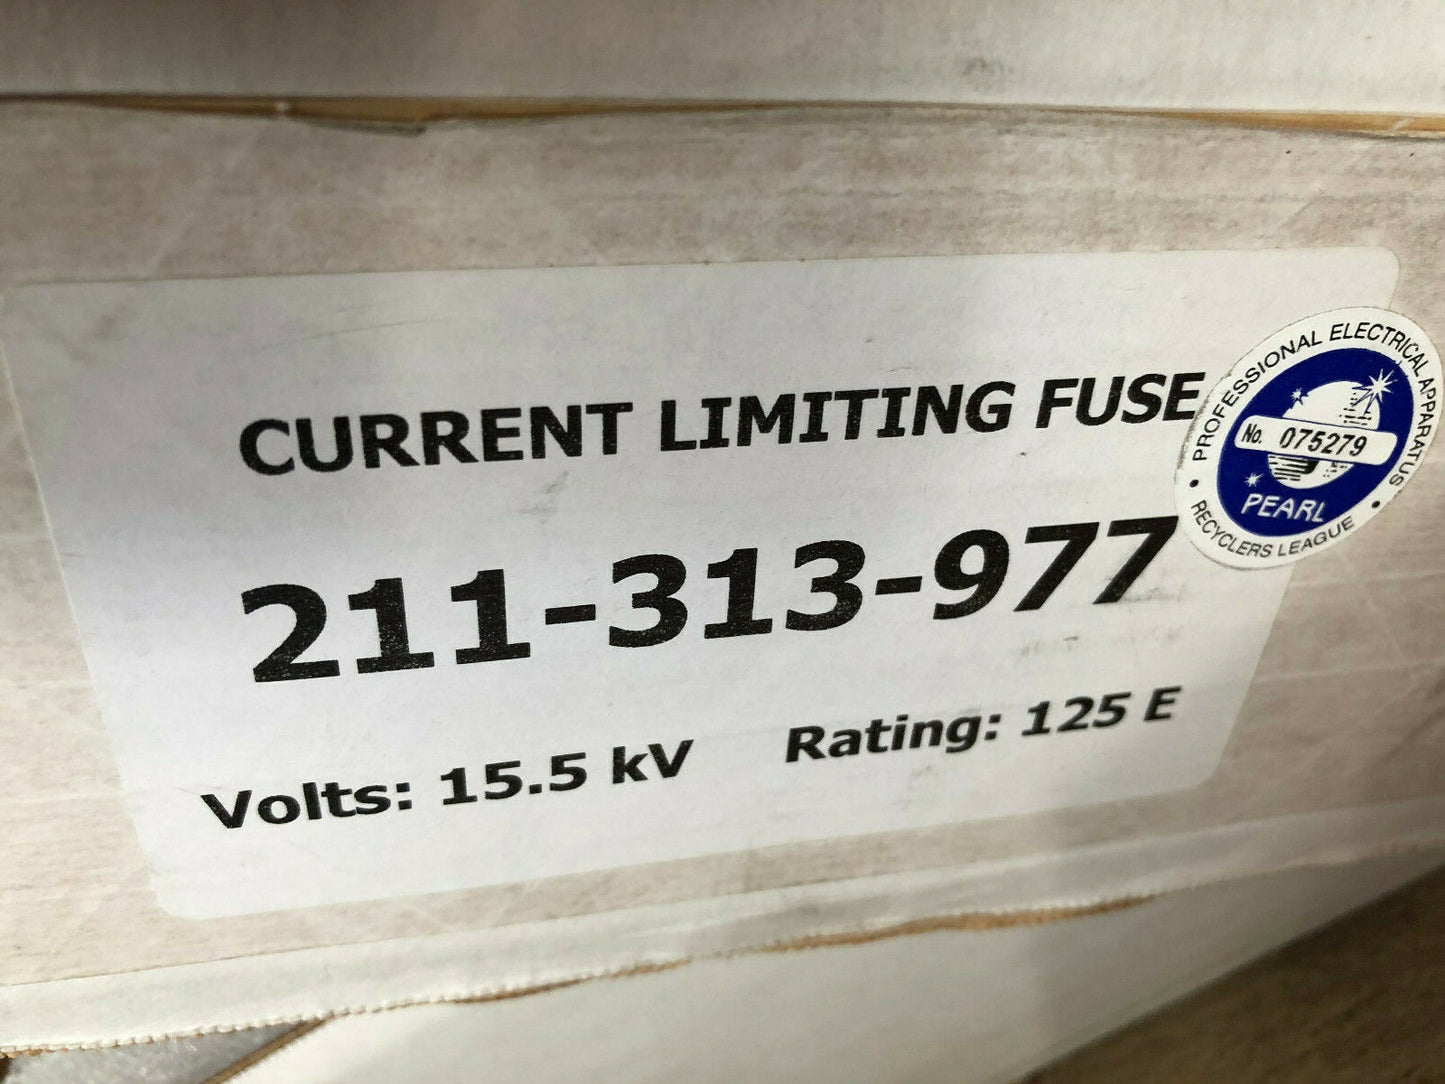 CURRENT LIMITING FUSE
211-313-977
Volts: 15.5 kV Rating: 125 E
PROFESSIONAL ELECTRICAL APPARATUS
No. 075279
PEARL
RECYCLERS LEAGUE